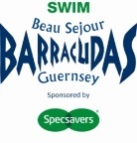 SWIM
Beau Sejour
BARRACUDAS
Guernsey
Sponsored by
Specsavers